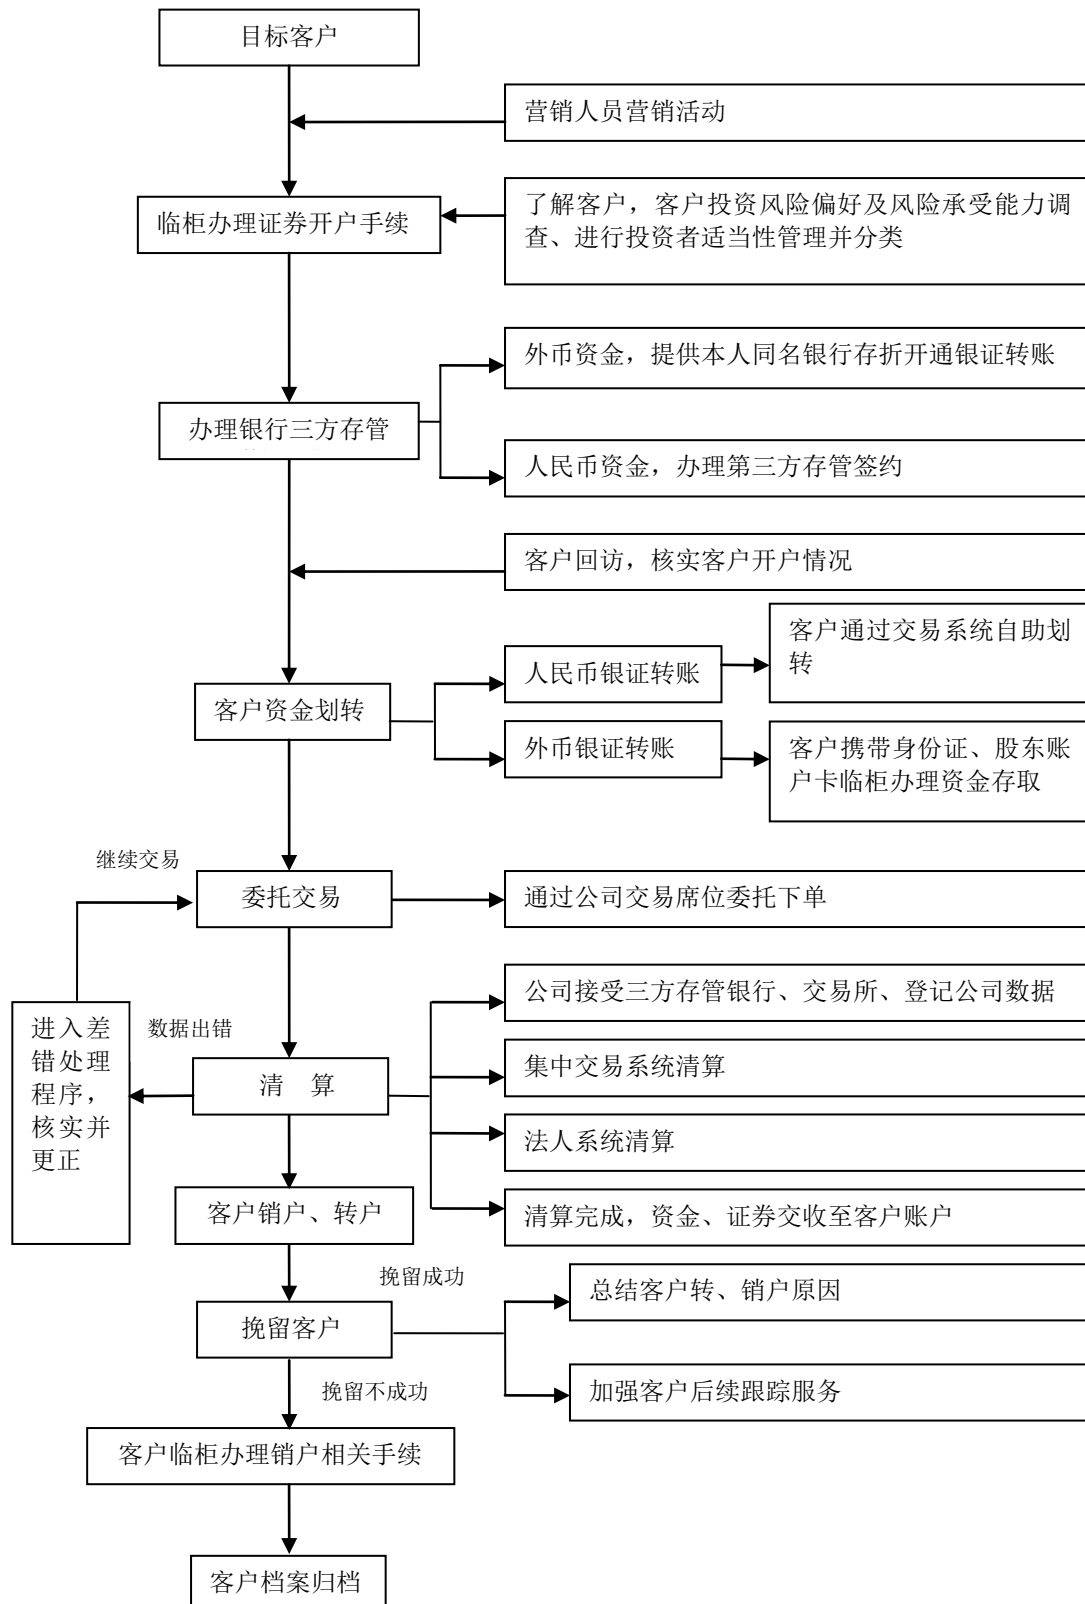 目标客户
营销人员营销活动
了解客户，客户投资风险偏好及风险承受能力调
查、进行投资者适当性管理并分类
临柜办理证券开户手续
外币资金，提供本人同名银行存折开通银证转账
办理银行三方存管
人民币资金，办理第三方存管签约
客户回访，核实客户开户情况
客户通过交易系统自助划
转
人民币银证转账
客户资金划转
外币银证转账
客户携带身份证、股东账
户卡临柜办理资金存取
继续交易
委托交易
通过公司交易席位委托下单
公司接受三方存管银行、交易所、登记公司数据
进入差
错处理
程序，
核实并
更正
数据出错
集中交易系统清算
清 算
法人系统清算
客户销户、转户
清算完成，资金、证券交收至客户账户
挽留成功
总结客户转、销户原因
挽留客户
挽留不成功
加强客户后续跟踪服务
客户临柜办理销户相关手续
客户档案归档